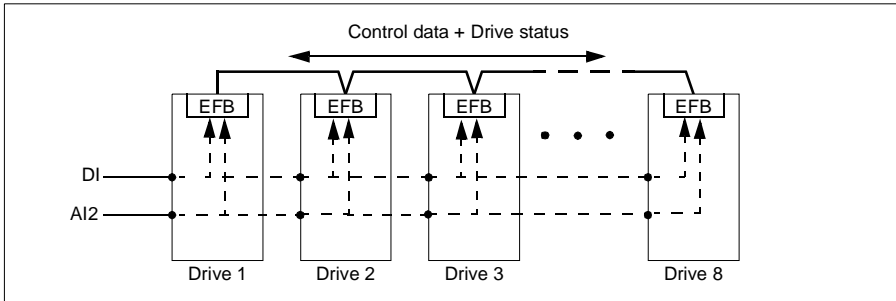 Control data + Drive status
EFB EFB EFB EFB
DI
AI2
Drive 1 Drive 2 Drive 3 Drive 8